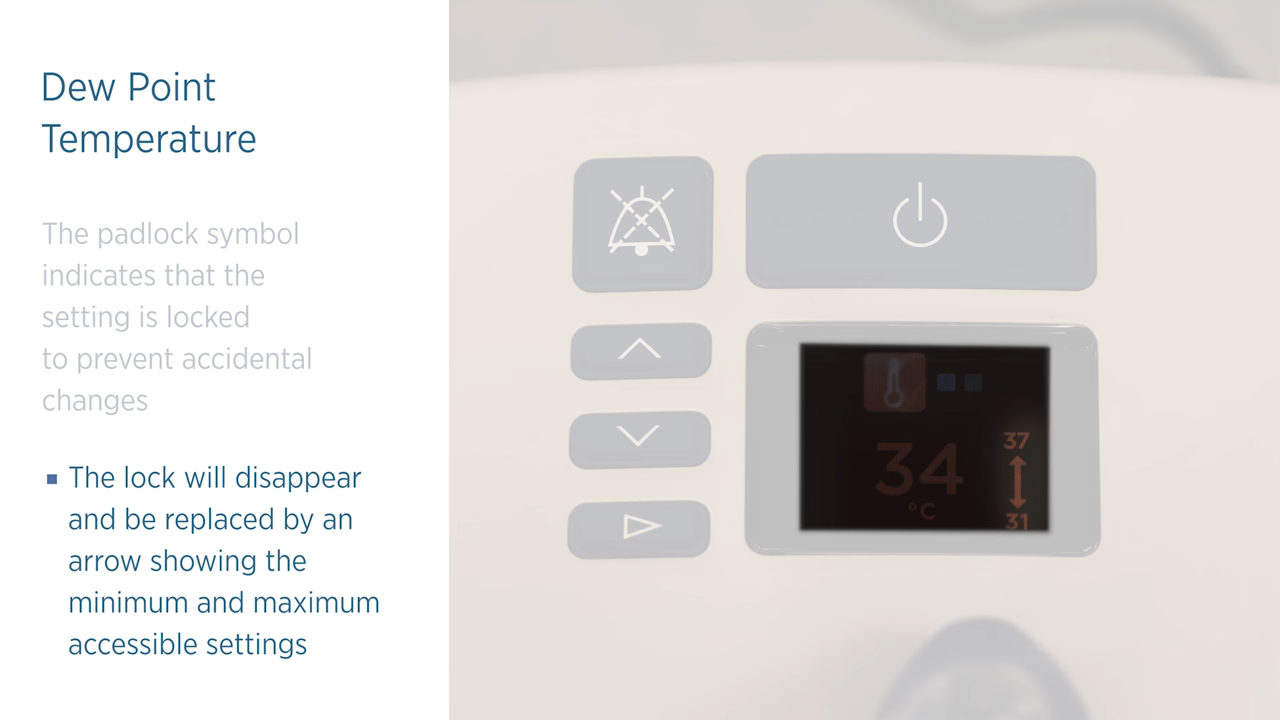 Dew Point
Temperature
The padlock symbol
indicates that the
setting is locked
to prevent accidental
changes
The lock will disappear
and be replaced by an
arrow showing the
minimum and maximum
accessible settings
37
34
°C
31